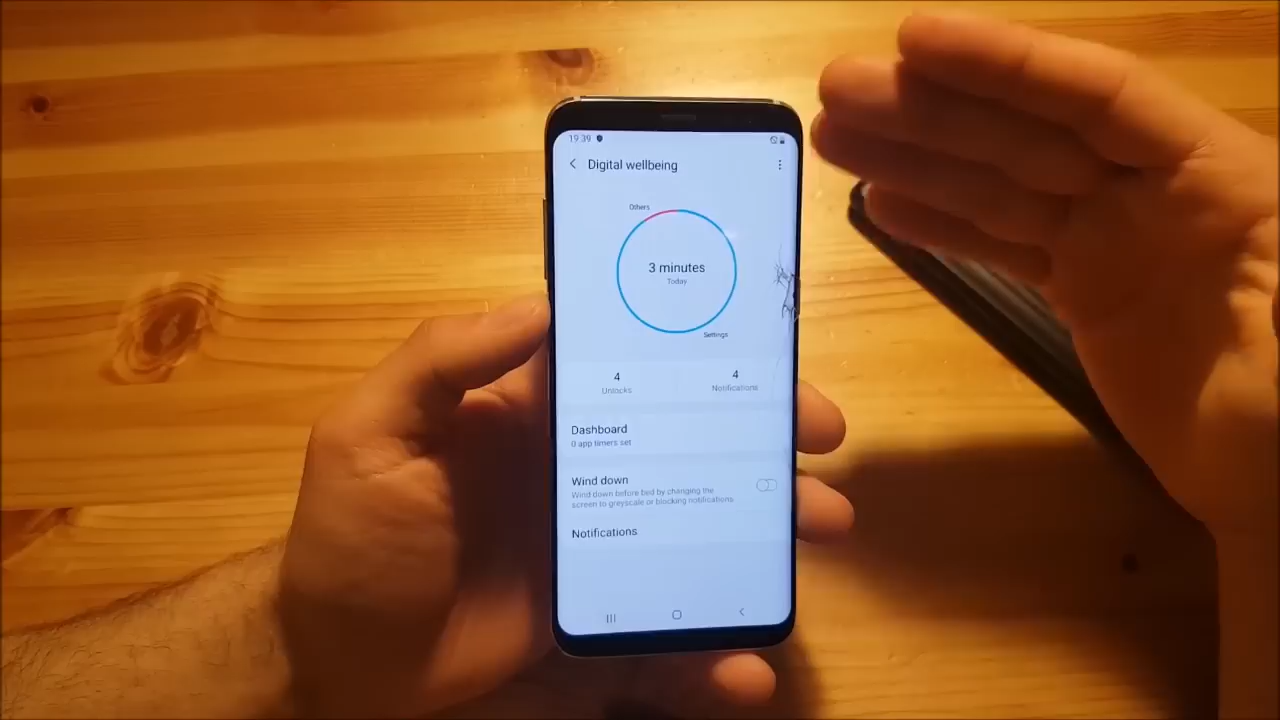 19:39
Digital wellbeing
Others
3 minutes
Today
Settings
4
Unlocks
4
Notifications
Dashboard
0 app timers set
Wind down
Wind down before bed by changing the
screen to greyscale or blocking notifications.
Notifications